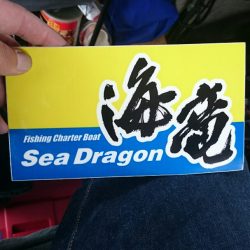 海竜
Fishing Charter Boat
Sea Dragon